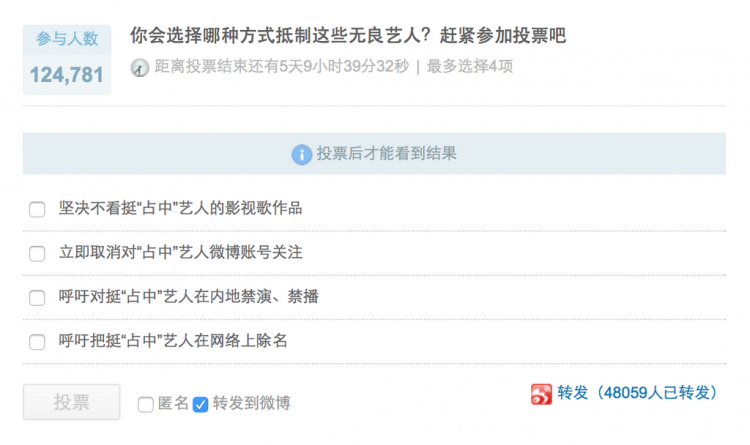 参与人数
124,781
你会选择哪种方式抵制这些无良艺人？赶紧参加投票吧
距离投票结束还有5天9小时39分32秒 | 最多选择4项
投票后才能看到结果
坚决不看挺“占中”艺人的影视歌作品
立即取消对“占中”艺人微博账号关注
呼吁对挺“占中”艺人在内地禁演、禁播
呼吁把挺“占中”艺人在网络上除名
投票
匿名 转发到微博
转发（48059人已转发）